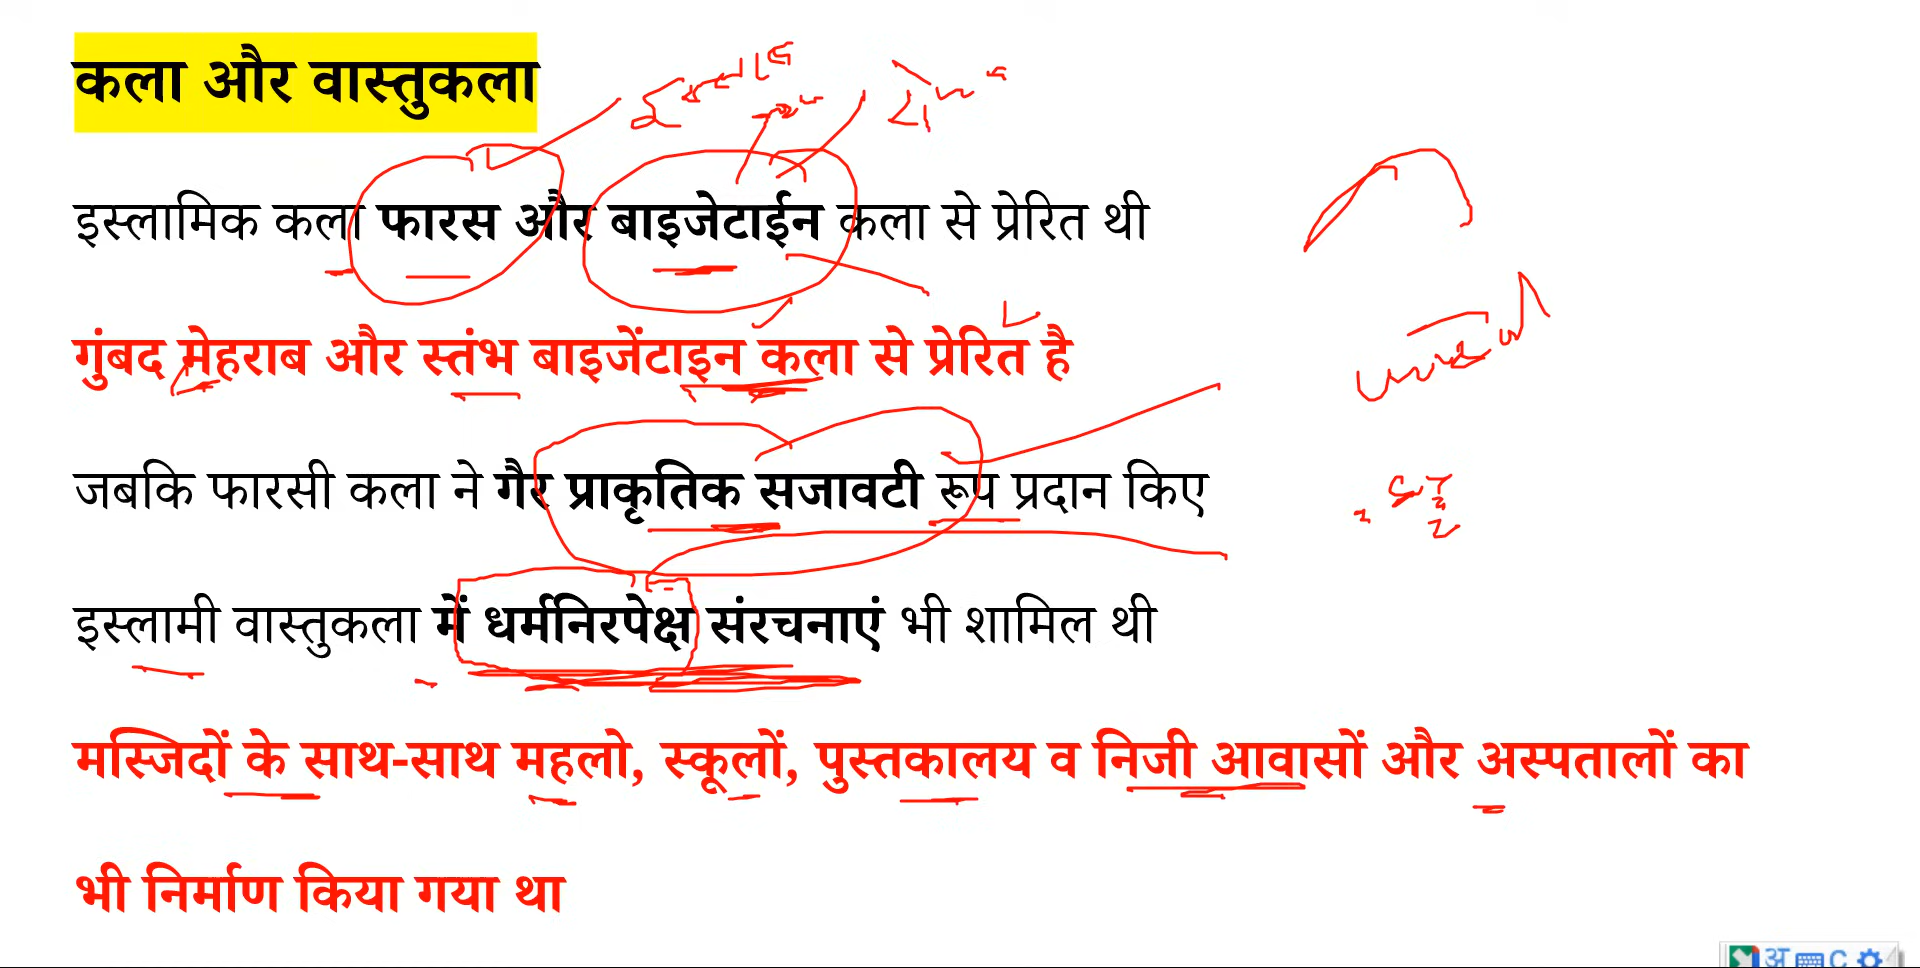 कला और वास्तुकला
इस्लामिक कला फारस और बाइजेटाईन कला से प्रेरित थी
गुंबद मेहराब और स्तंभ बाइजेंटाइन कला से प्रेरित है
जबकि फारसी कला ने गैर प्राकृतिक सजावटी रूप प्रदान किए
इस्लामी वास्तुकला में धर्मनिरपेक्ष संरचनाएं भी शामिल थी
मस्जिदों के साथ-साथ महलो, स्कूलों, पुस्तकालय व निजी आवासों और अस्पतालों का
भी निर्माण किया गया था